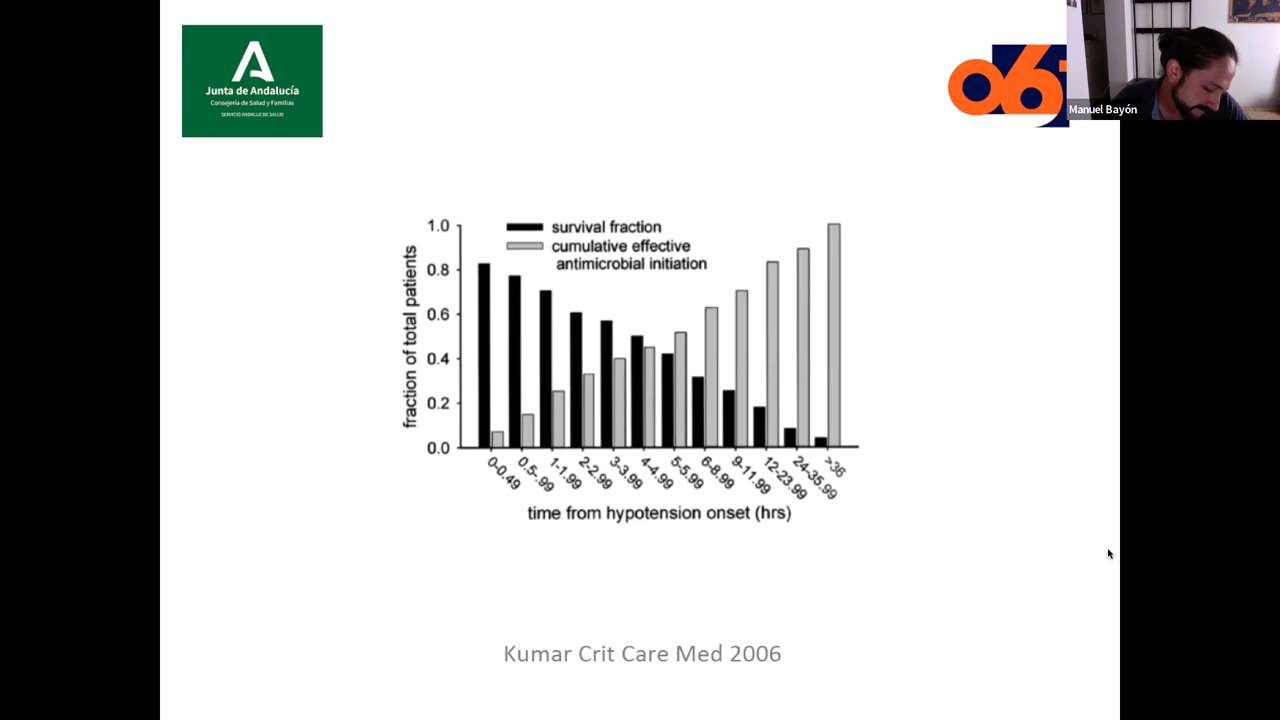 Junta de Andalucía
Consejería de Salud y Familias
SERVICIO ANDALUZ DE SALUD
061
Manuel Bayón
survival fraction
cumulative effective
antimicrobial initiation
fraction of total patients
1.0
0.8
0.6
0.4
0.2
0.0
0-0.49
0.5-.99
1-1.99
2-2.99
3-3.99
4-4.99
5-5.99
6-8.99
9-11.99
12-23.99
24-35.99
>36
time from hypotension onset (hrs)
Kumar Crit Care Med 2006